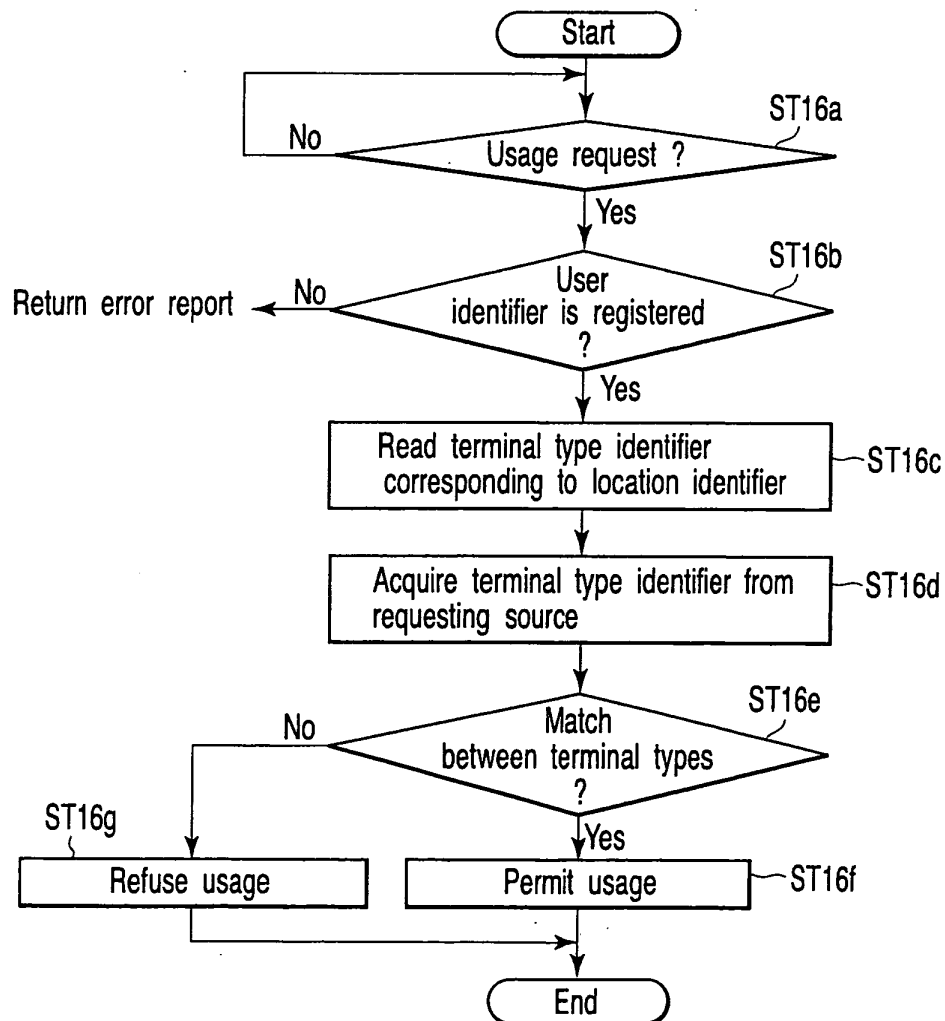 Start
ST16a
No
Usage request ?
Yes
ST16b
User
identifier is registered
?
No
Return error report
Yes
Read terminal type identifier
corresponding to location identifier
ST16c
Acquire terminal type identifier from
requesting source
ST16d
ST16e
No
Match
between terminal types
?
ST16g
Yes
Refuse usage
Permit usage
ST16f
End